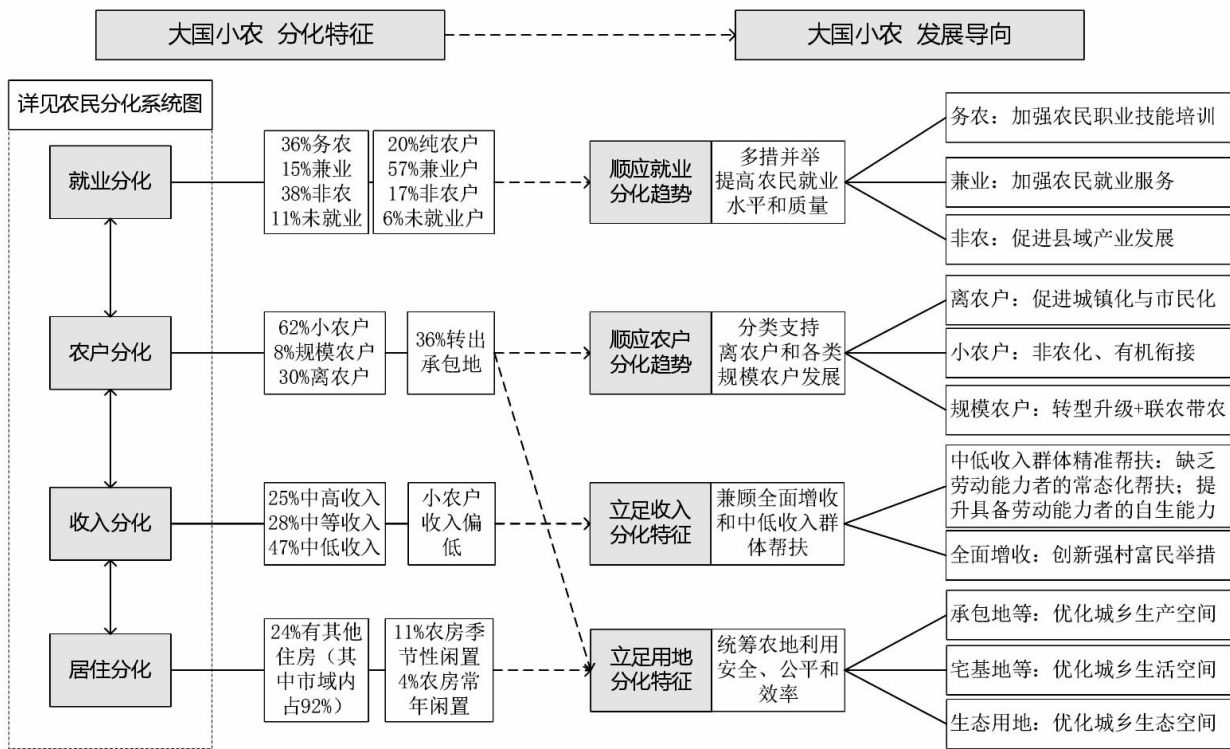 大国小农 分化特征
大国小农 发展导向
详见农民分化系统图
就业分化
36%务农
15%兼业
38%非农
11%未就业
20%纯农户
57%兼业户
17%非农户
6%未就业户
顺应就业
分化趋势
多措并举
提高农民就业
水平和质量
务农：加强农民职业技能培训
兼业：加强农民就业服务
非农：促进县域产业发展
农户分化
62%小农户
8%规模农户
30%离农户
36%转出
承包地
顺应农户
分化趋势
分类支持
离农户和各类
规模农户发展
离农户：促进城镇化与市民化
小农户：非农化、有机衔接
规模农户：转型升级+联农带农
收入分化
25%中高收入
28%中等收入
47%中低收入
小农户
收入偏
低
立足收入
分化特征
兼顾全面增收
和中低收入群
体帮扶
中低收入群体精准帮扶：缺乏
劳动能力者的常态化帮扶；提
升具备劳动能力者的自生能力
全面增收：创新强村富民举措
居住分化
24%有其他
住房（其
中市域内
占92%）
11%农房季
节性闲置
4%农房常
年闲置
立足用地
分化特征
统筹农地利用
安全、公平和
效率
承包地等：优化城乡生产空间
宅基地等：优化城乡生活空间
生态用地：优化城乡生态空间